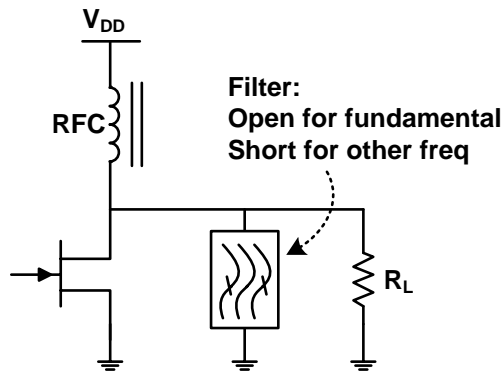 V_DD
RFC
Filter:
Open for fundamental
Short for other freq
R_L